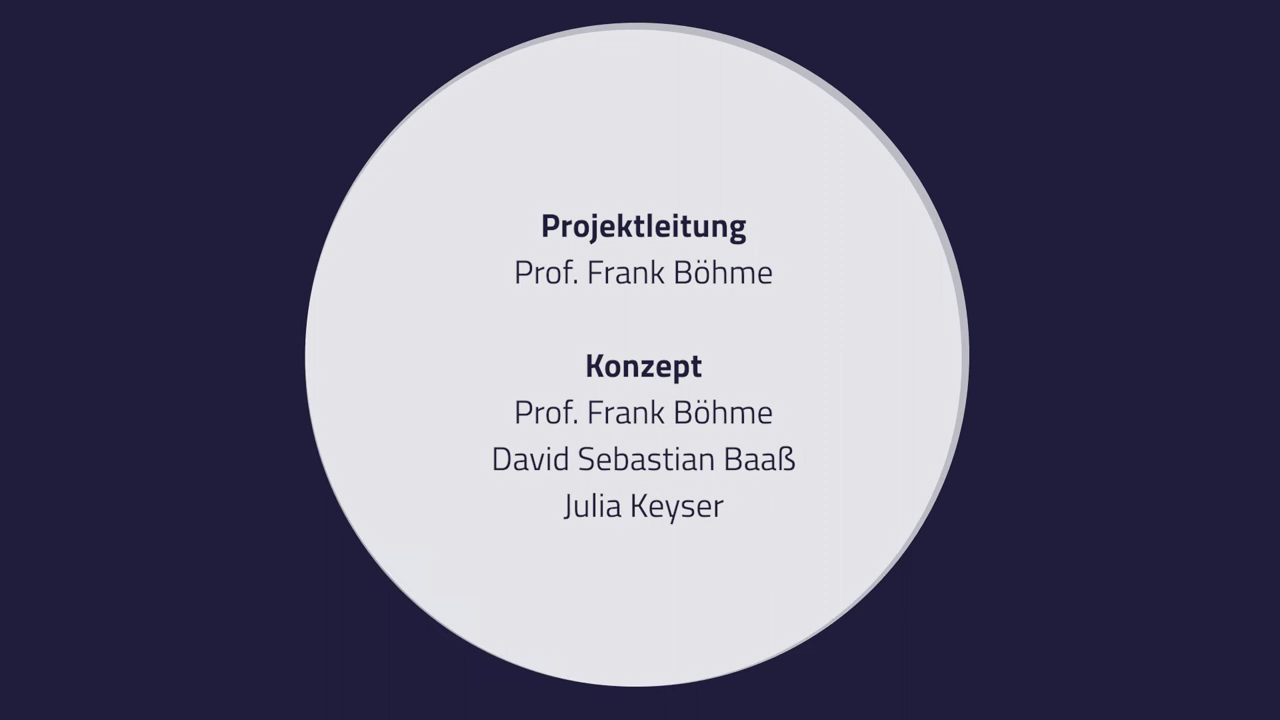 Projektleitung
Prof. Frank Böhme
Konzept
Prof. Frank Böhme
David Sebastian Baaß
Julia Keyser